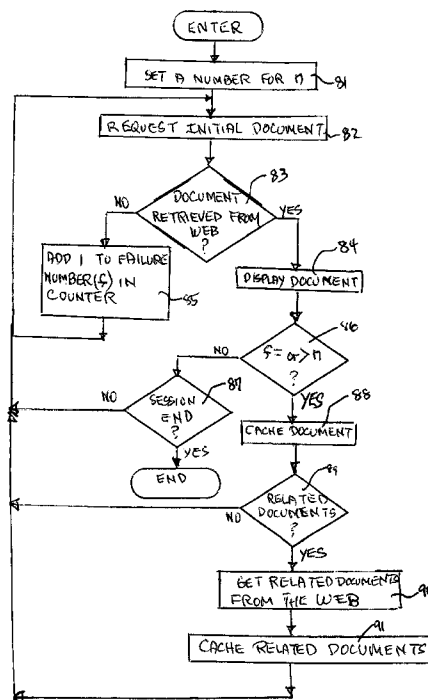 ENTER
SET A NUMBER FOR n
81
REQUEST INITIAL DOCUMENT
82
83
DOCUMENT
RETRIEVED FROM
WEB
?
NO
YES
84
ADD 1 TO FAILURE
NUMBER(f) IN
COUNTER
85
DISPLAY DOCUMENT
86
f = or > n
?
NO
YES
87
SESSION
END
?
NO
YES
88
CACHE DOCUMENT
END
89
RELATED
DOCUMENTS
?
NO
YES
GET RELATED DOCUMENTS
FROM THE WEB
90
91
CACHE RELATED DOCUMENTS